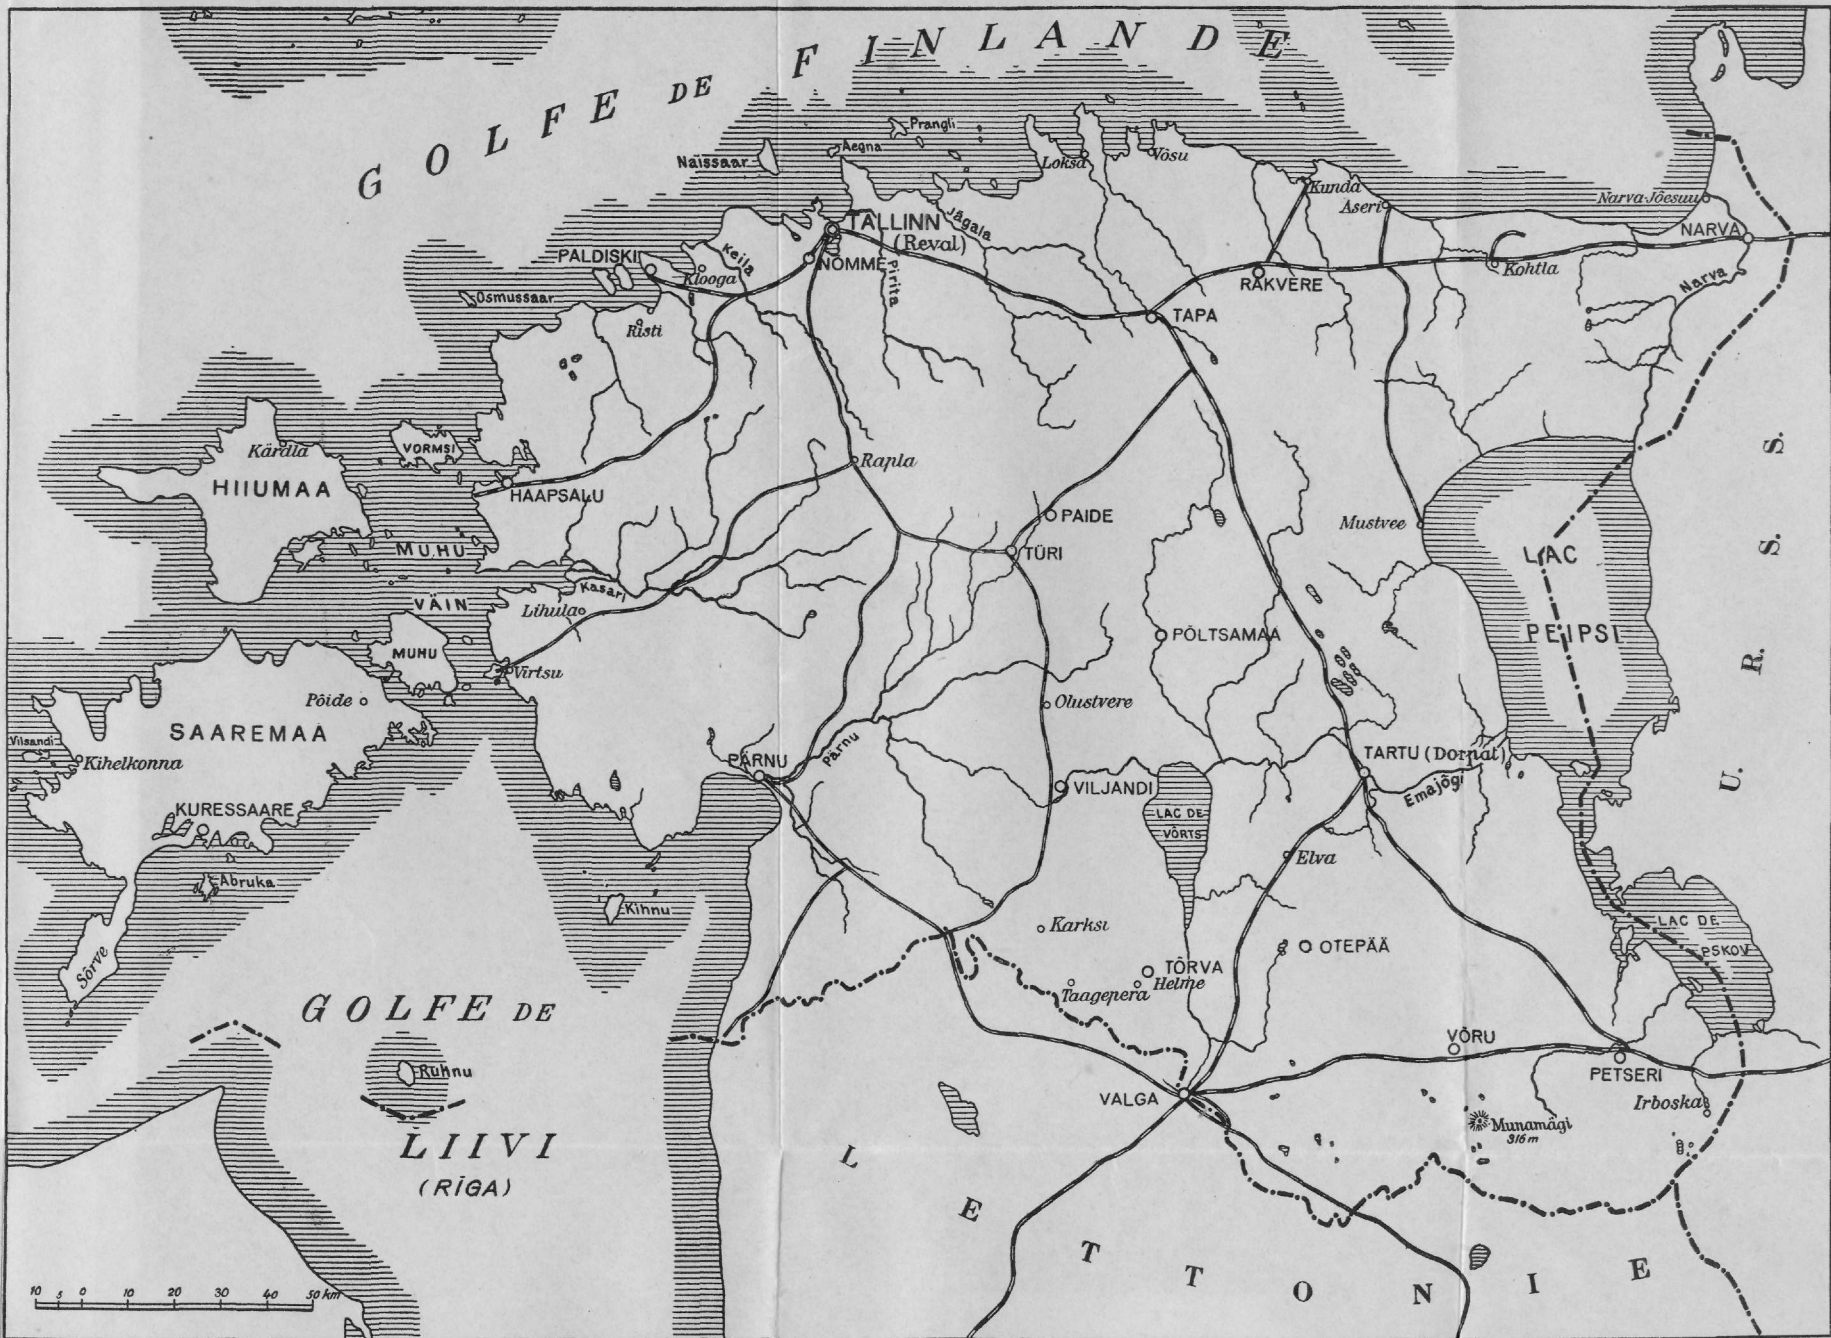 GOLFE DE FINLANDE
Prangli
Aegna
Naissaar
Loksa
Võsu
Kunda
Aseri
Narva-Jõesuu
NARVA
Narva
TALLINN
(Reval)
Jägala
Keila
PALDISKI
Klooga
NÕMME
Pirita
RAKVERE
Kohtla
TAPA
Osmussaar
Risti
Kärdla
VORMSI
HIIUMAA
HAAPSALU
Rapla
PAIDE
TÜRI
Mustvee
LAC
PEIPSI
U. R. S. S.
MUHU
VÄIN
Kasari
Lihula
MUHU
Virtsu
PÕLTSAMAA
Põide
SAAREMAA
Vilsandi
Kihelkonna
Olustvere
Pärnu
PÄRNU
TARTU (Dorpat)
Emajõgi
VILJANDI
LAC DE
VÕRTS
KURESSAARE
Abruka
Elva
Kihnu
Karksi
OTEPÄÄ
LAC DE
PSKOV
Sõrve
TÕRVA
Helme
Taagepera
GOLFE DE
LIIVI
(RĪGA)
Ruhnu
VÕRU
PETSERI
VALGA
Irboska
Munamägi
316 m
LETTONIE
10 5 0 10 20 30 40 50 km